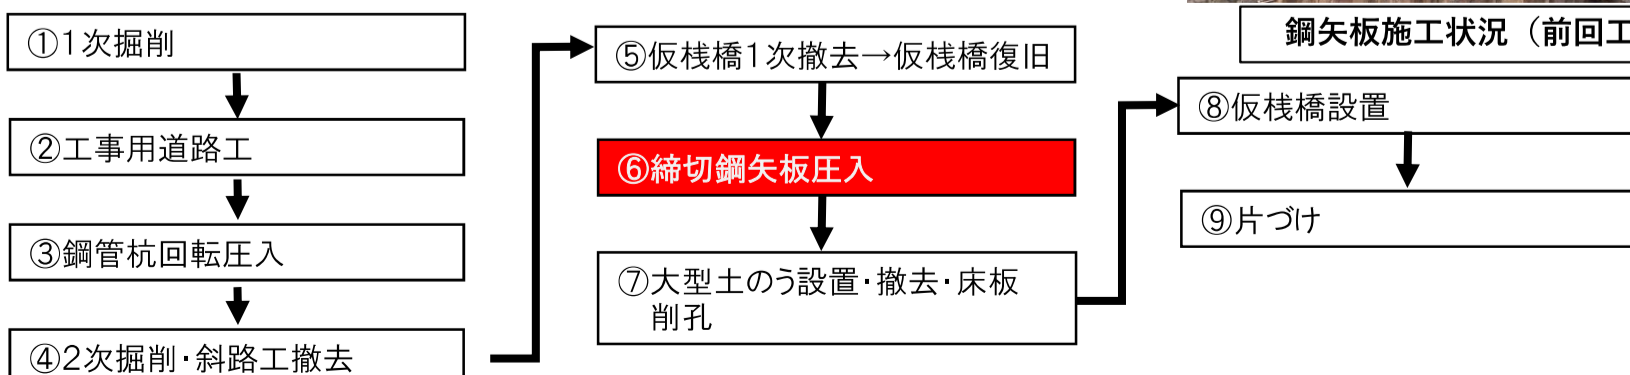 ①1次掘削
②工事用道路工
③鋼管杭回転圧入
④2次掘削・斜路工撤去
⑤仮桟橋1次撤去→仮桟橋復旧
⑥締切鋼矢板圧入
⑦大型土のう設置・撤去・床板
削孔
鋼矢板施工状況（前回工
⑧仮桟橋設置
⑨片づけ